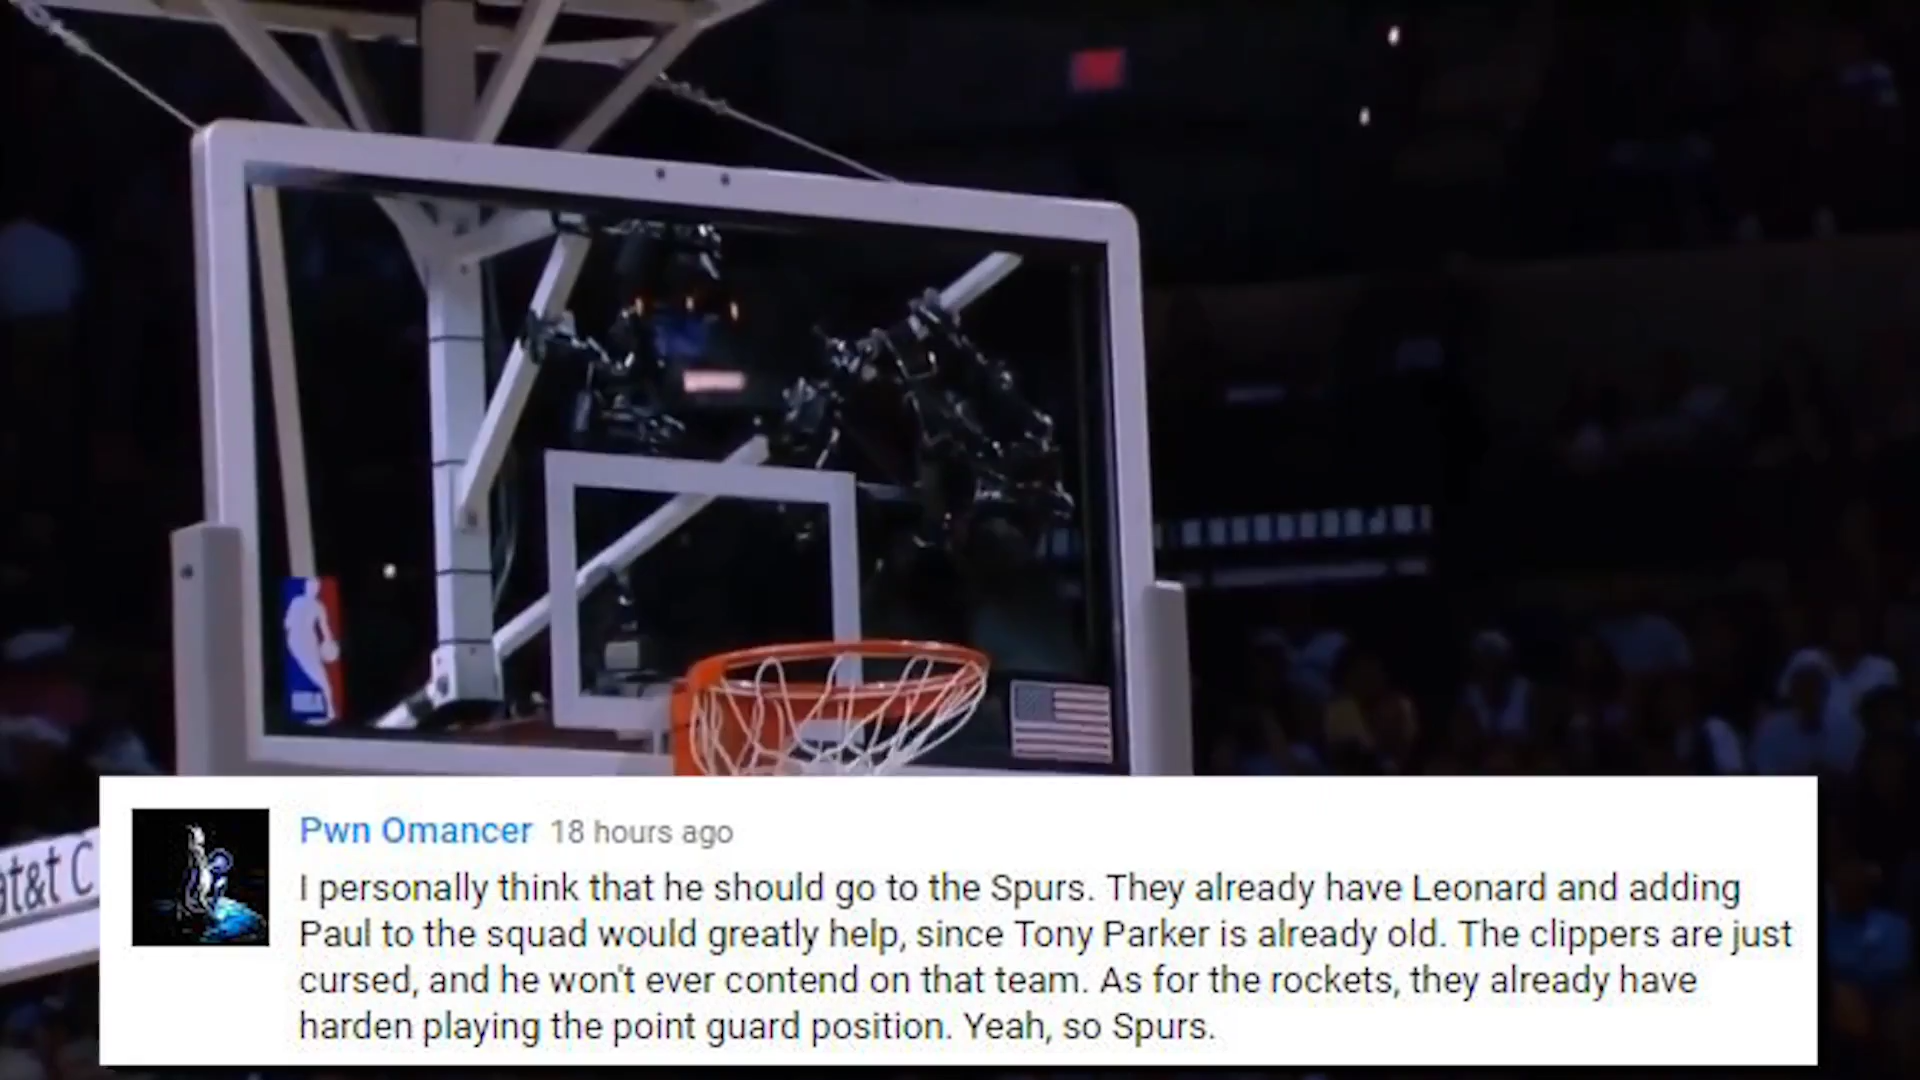 at&t C
Pwn Omancer 18 hours ago
I personally think that he should go to the Spurs. They already have Leonard and adding
Paul to the squad would greatly help, since Tony Parker is already old. The clippers are just
cursed, and he won't ever contend on that team. As for the rockets, they already have
harden playing the point guard position. Yeah, so Spurs.